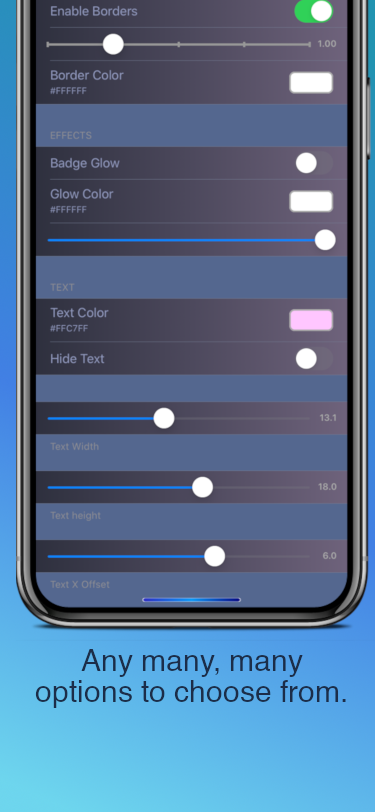 Enable Borders
1.00
Border Color
#FFFFFF
EFFECTS
Badge Glow
Glow Color
#FFFFFF
TEXT
Text Color
#FFC7FF
Hide Text
13.1
Text Width
18.0
Text height
6.0
Text X Offset
Any many, many
options to choose from.